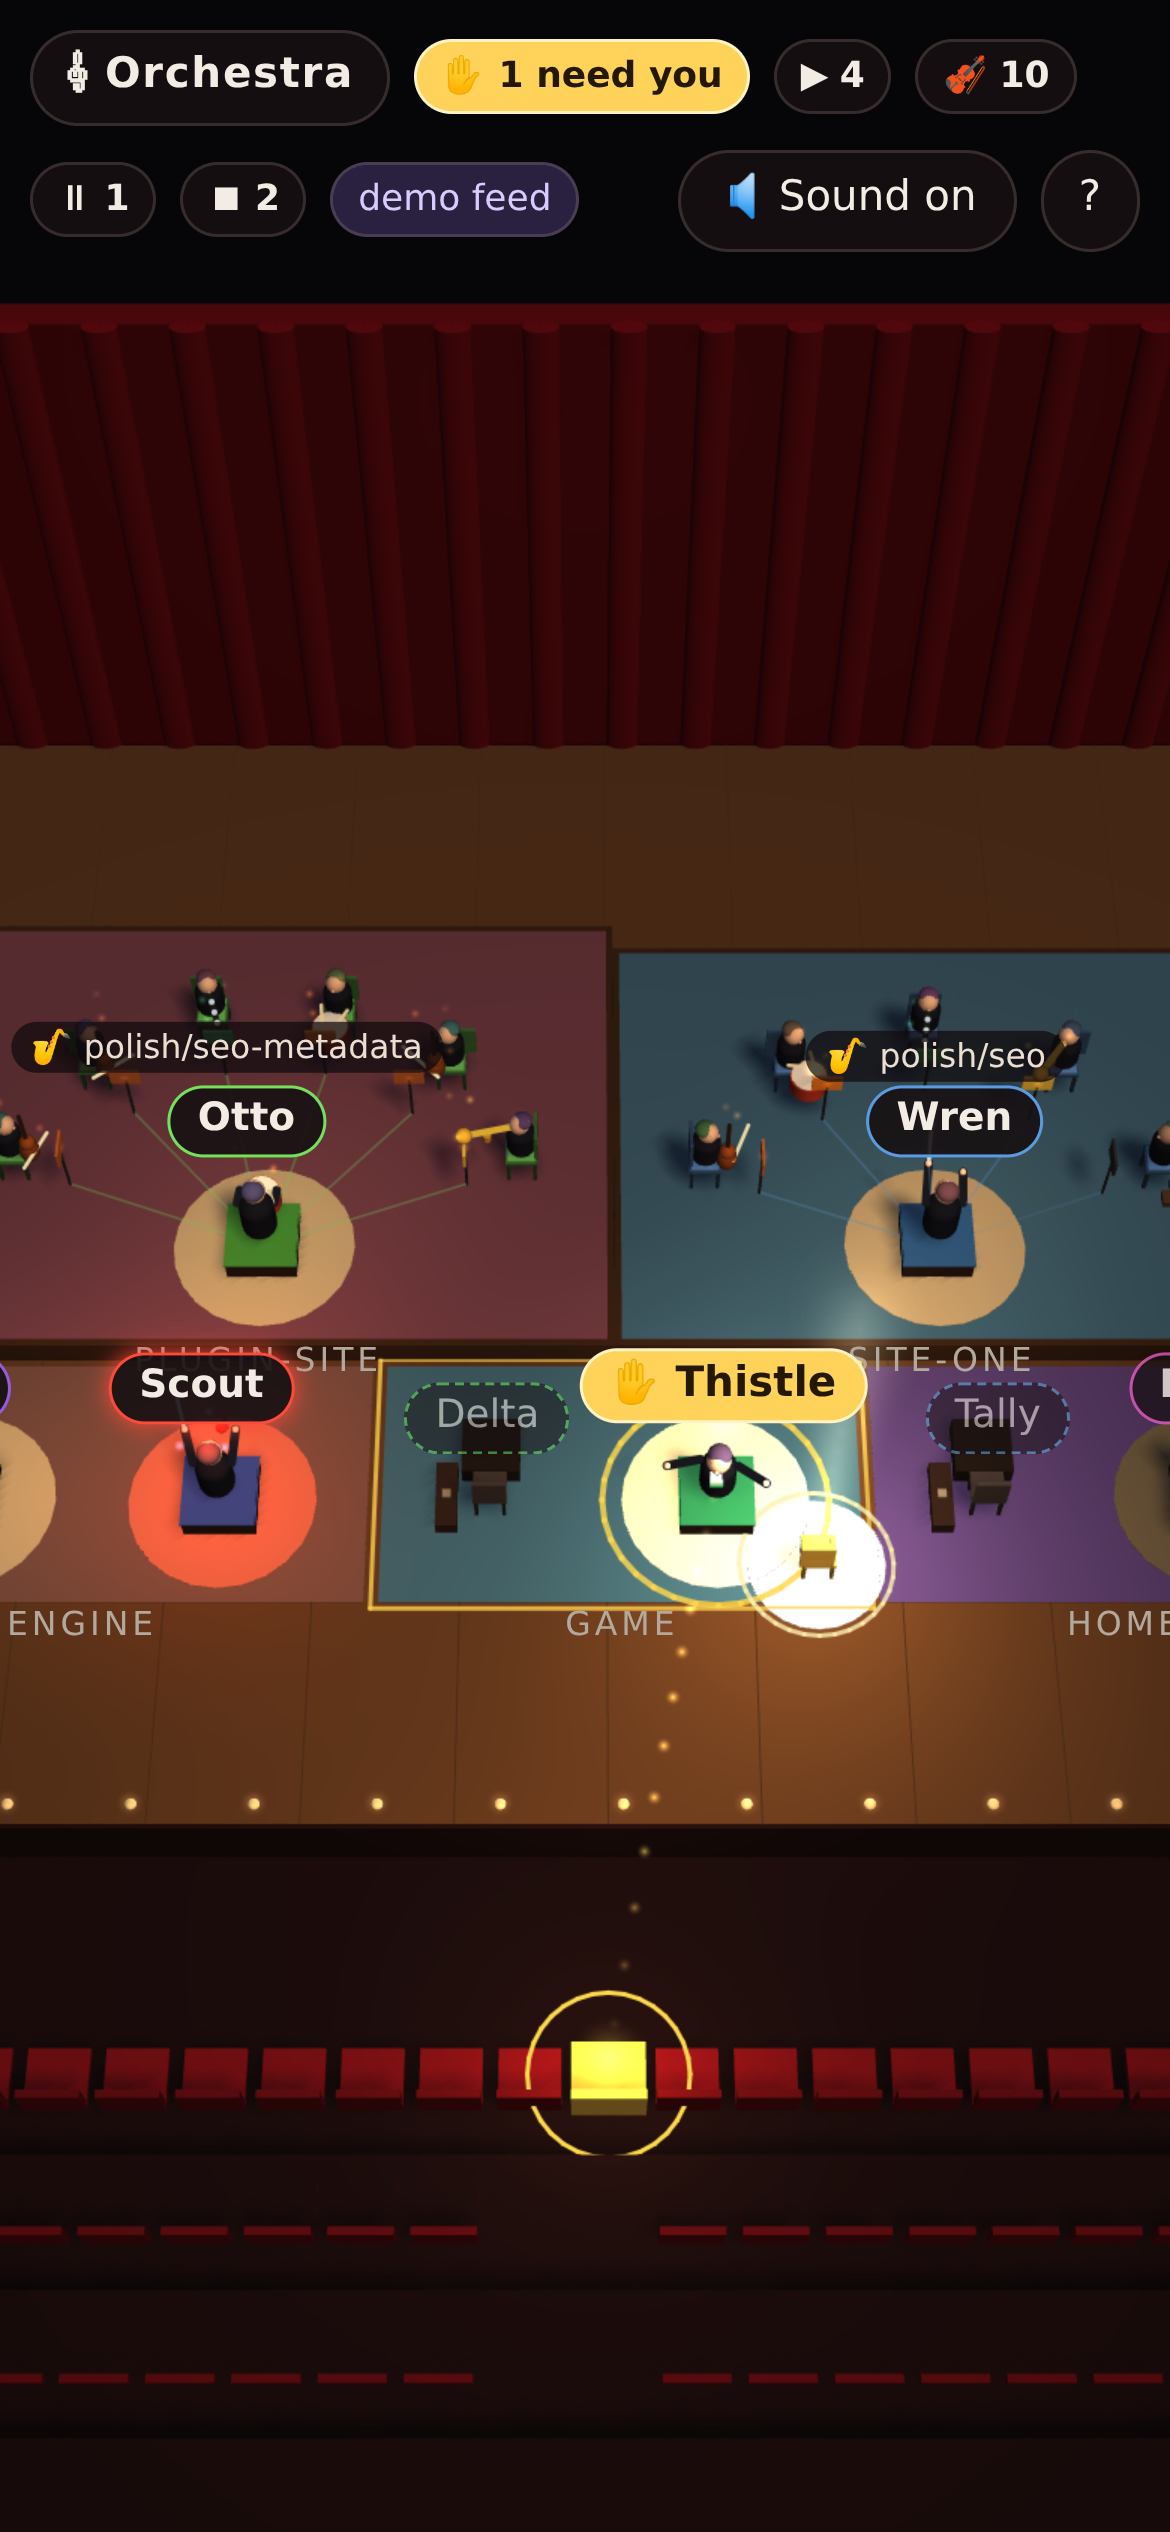 Orchestra
1 need you
4
10
1
2
demo feed
Sound on
?
polish/seo-metadata
polish/seo
Otto
Wren
PLUGIN-SITE
SITE-ONE
Scout
Thistle
Delta
Tally
ENGINE
GAME
HOME